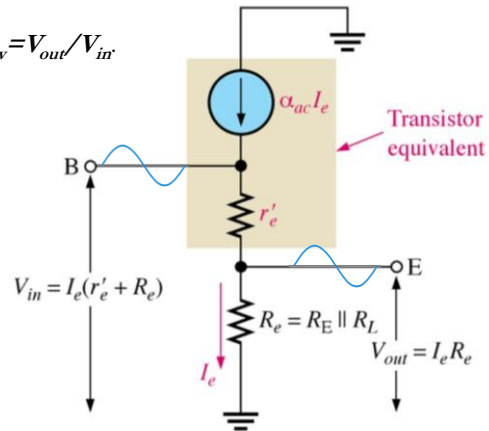 v=Vout/Vin.
αacIe
Transistor
equivalent
B
r′e
E
Vin = Ie(r′e + Re)
Re = RE || RL
Vout = IeRe
Ie